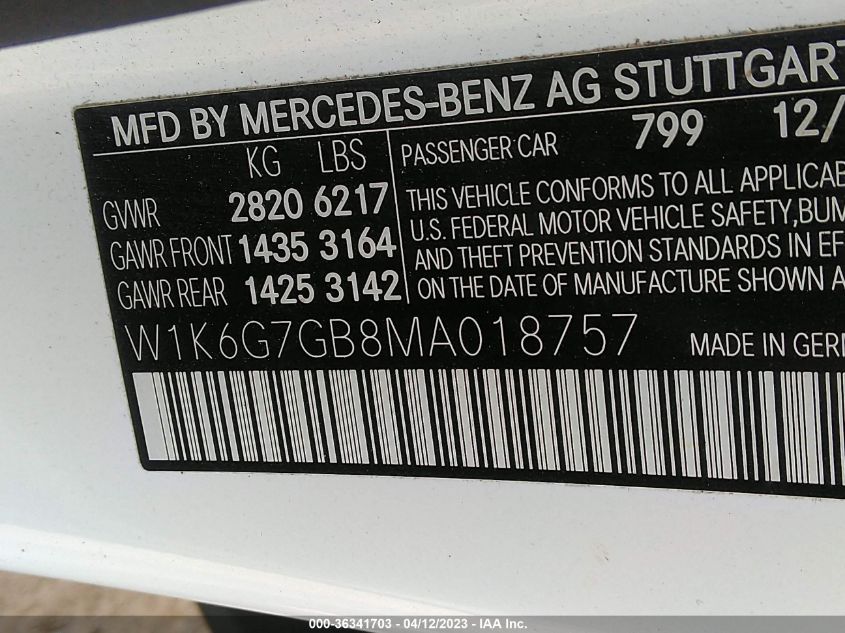 MFD BY MERCEDES-BENZ AG STUTTGART
KG LBS
GVWR 2820 6217
GAWR FRONT 1435 3164
GAWR REAR 1425 3142
PASSENGER CAR 799 12/
THIS VEHICLE CONFORMS TO ALL APPLICAB
U.S. FEDERAL MOTOR VEHICLE SAFETY, BUM
AND THEFT PREVENTION STANDARDS IN EF
ON THE DATE OF MANUFACTURE SHOWN A
W1K6G7GB8MA018757 MADE IN GER
000-36341703 - 04/12/2023 - IAA Inc.